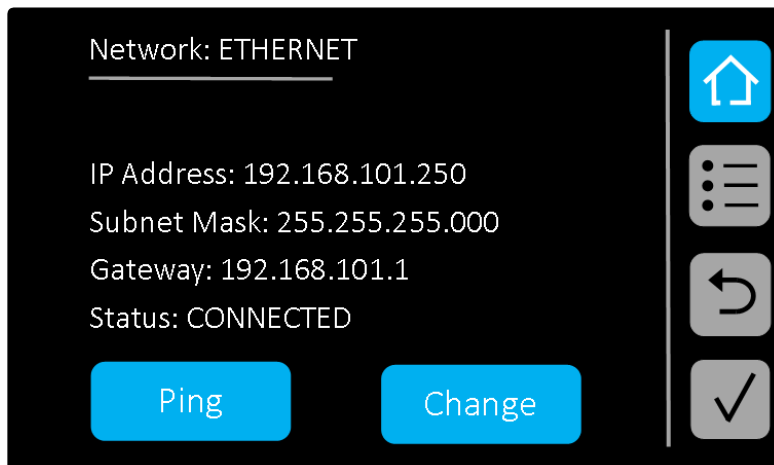 Network: ETHERNET
IP Address: 192.168.101.250
Subnet Mask: 255.255.255.000
Gateway: 192.168.101.1
Status: CONNECTED
Ping
Change